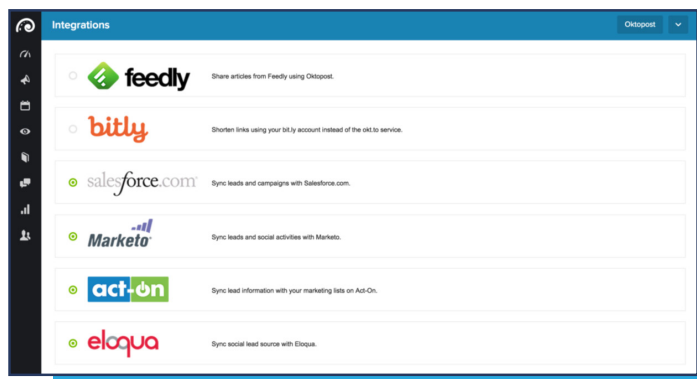 Integrations
Oktopost
feedly
Share articles from Feedly using Oktopost.
bitly
Shorten links using your bit.ly account instead of the okt.to service.
salesforce.com
Sync leads and campaigns with Salesforce.com.
Marketo
Sync leads and social activities with Marketo.
act-on
Sync lead information with your marketing lists on Act-On.
eloqua
Sync social lead source with Eloqua.